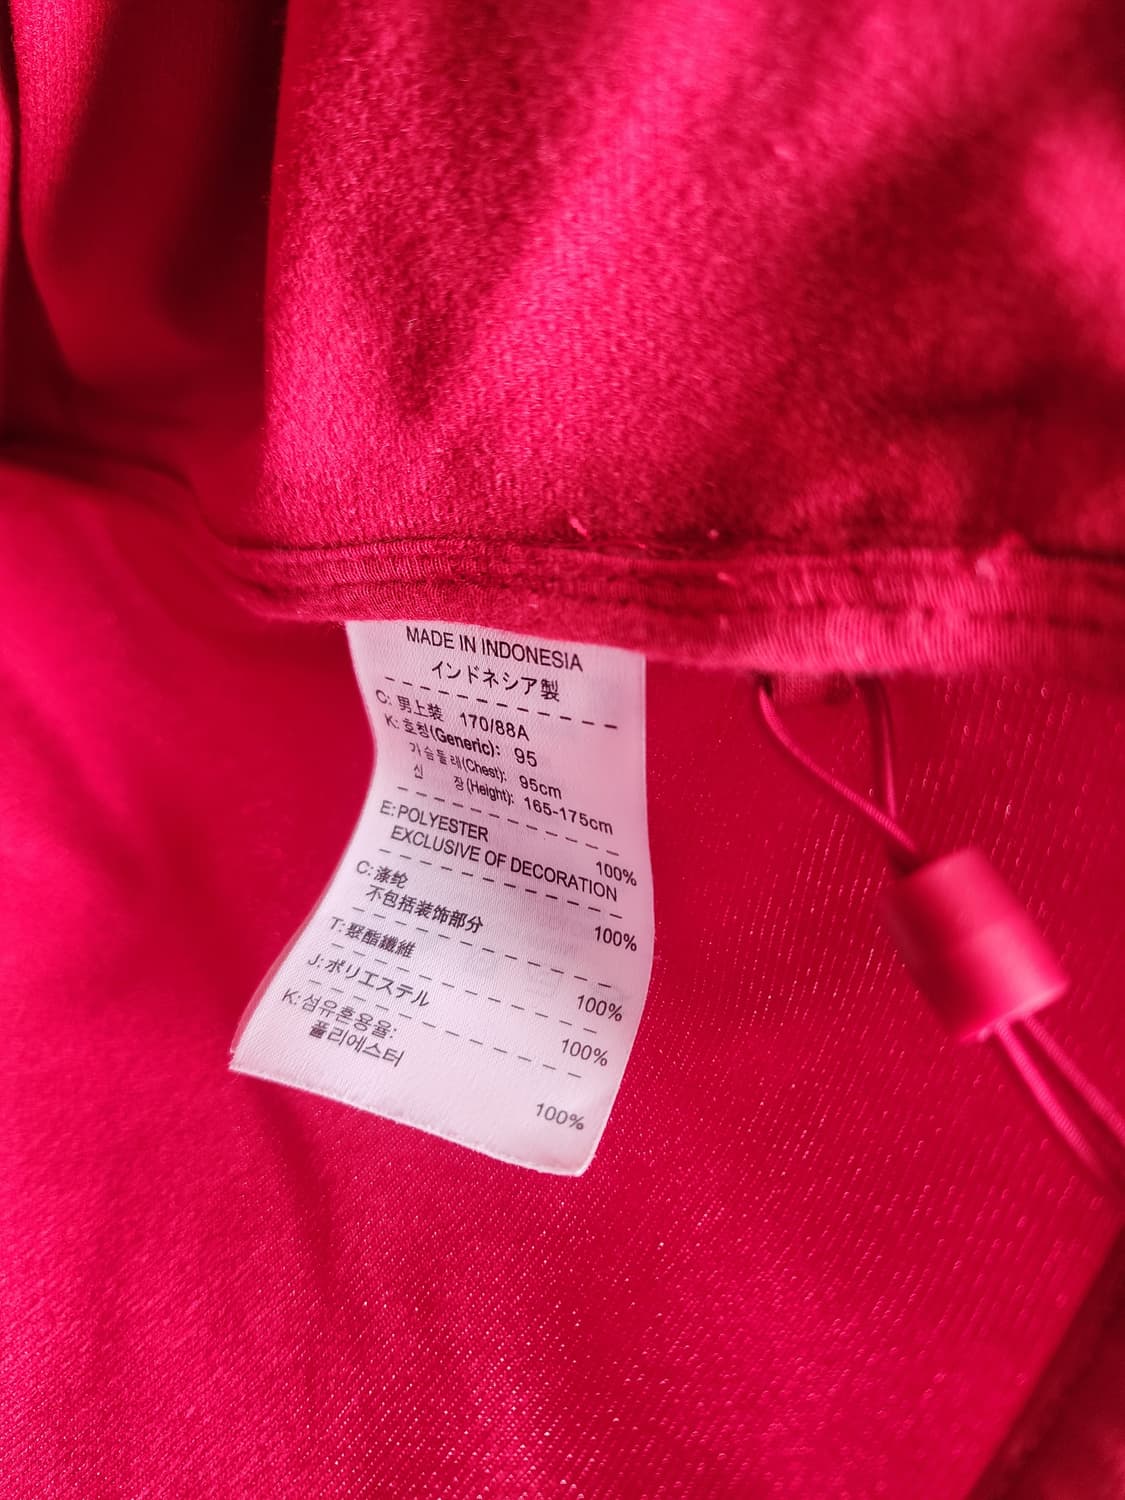 MADE IN INDONESIA
インドネシア製
C: 男上装 170/88A
K: 호칭(Generic): 95
가슴둘레(Chest): 95cm
신 장(Height): 165-175cm
E: POLYESTER 100%
EXCLUSIVE OF DECORATION
C: 涤纶 100%
不包括装饰部分
T: 聚酯纖維 100%
J: ポリエステル 100%
K: 섬유혼용율:
폴리에스터 100%